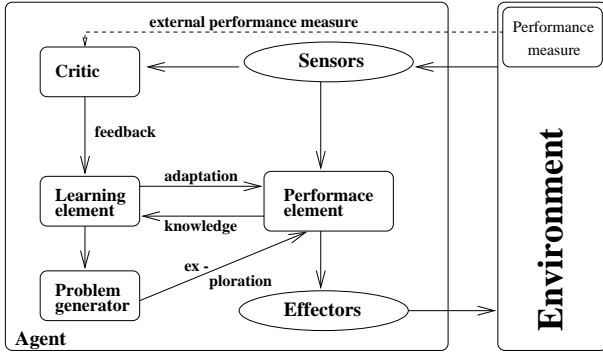 external performance measure
Performance
measure
Critic
Sensors
feedback
adaptation
Learning
element
Performace
element
knowledge
ex -
ploration
Problem
generator
Effectors
Agent
Environment